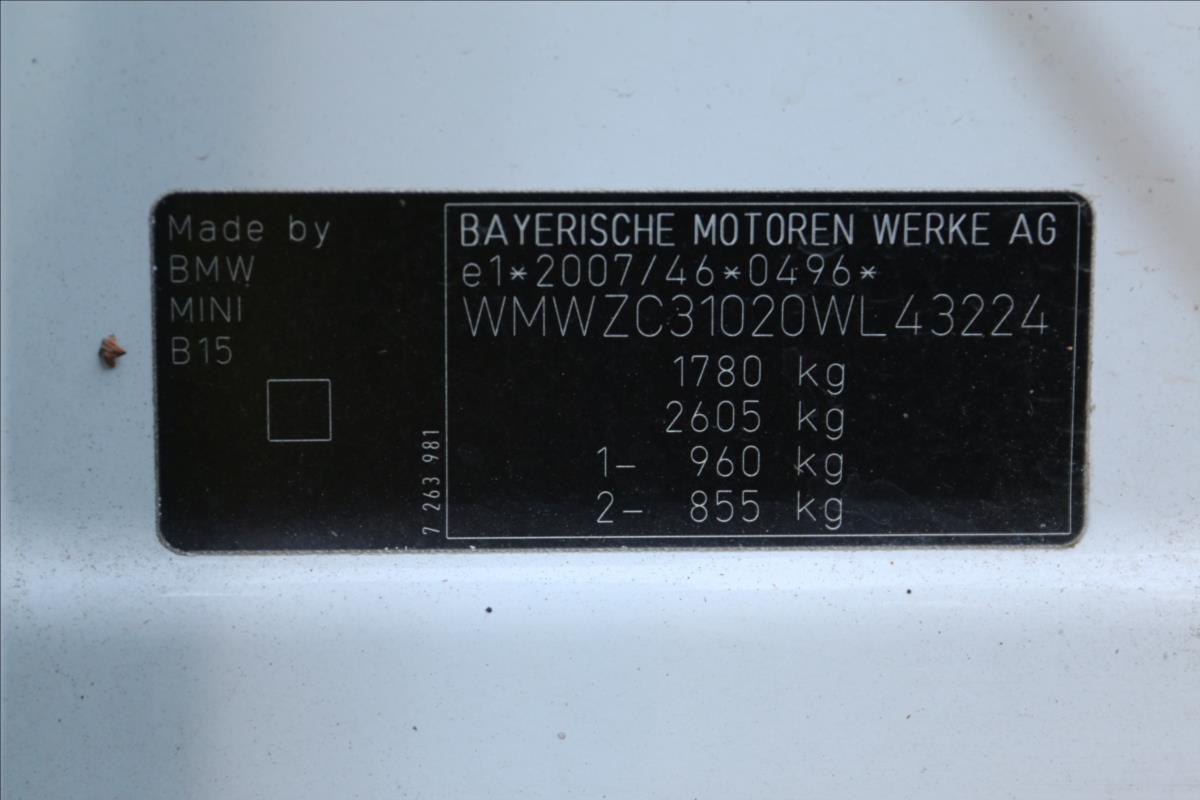 Made by
BMW
MINI
B15
7 263 981
BAYERISCHE MOTOREN WERKE AG
e1*2007/46*0496*
WMWZC31020WL43224
1780 kg
2605 kg
1- 960 kg
2- 855 kg